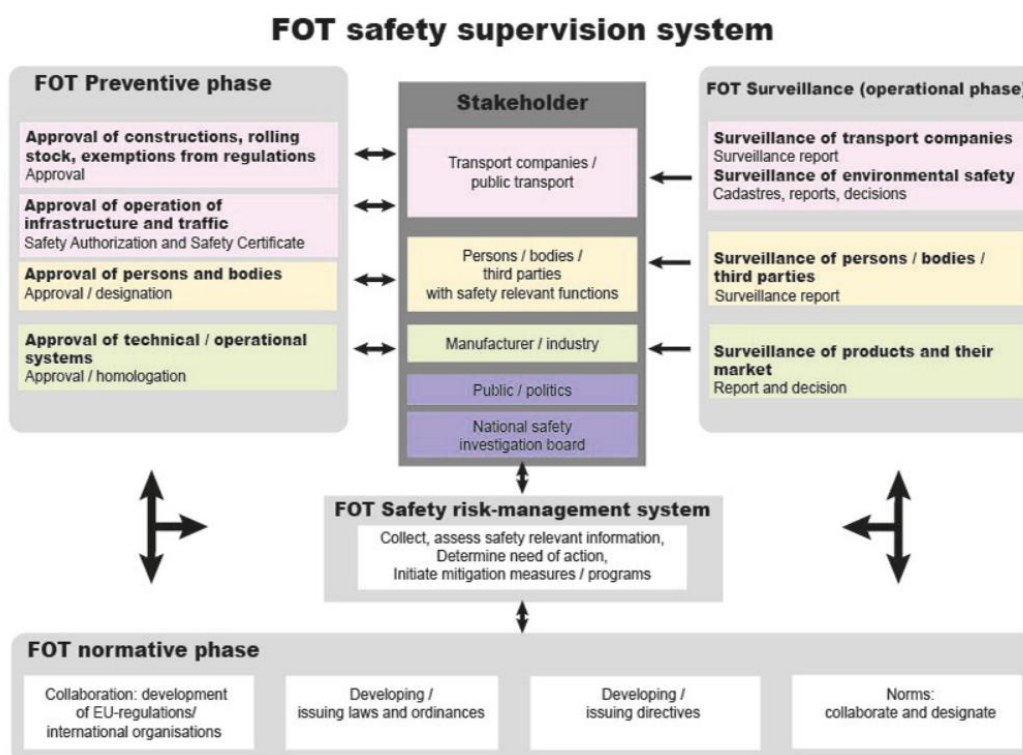 FOT safety supervision system
FOT Preventive phase
Approval of constructions, rolling
stock, exemptions from regulations
Approval
Approval of operation of
infrastructure and traffic
Safety Authorization and Safety Certificate
Approval of persons and bodies
Approval / designation
Approval of technical / operational
systems
Approval / homologation
Stakeholder
Transport companies /
public transport
Persons / bodies /
third parties
with safety relevant functions
Manufacturer / industry
Public / politics
National safety
investigation board
FOT Surveillance (operational phase)
Surveillance of transport companies
Surveillance report
Surveillance of environmental safety
Cadastres, reports, decisions
Surveillance of persons / bodies /
third parties
Surveillance report
Surveillance of products and their
market
Report and decision
FOT Safety risk-management system
Collect, assess safety relevant information,
Determine need of action,
Initiate mitigation measures / programs
FOT normative phase
Collaboration: development
of EU-regulations/
international organisations
Developing /
issuing laws and ordinances
Developing /
issuing directives
Norms:
collaborate and designate